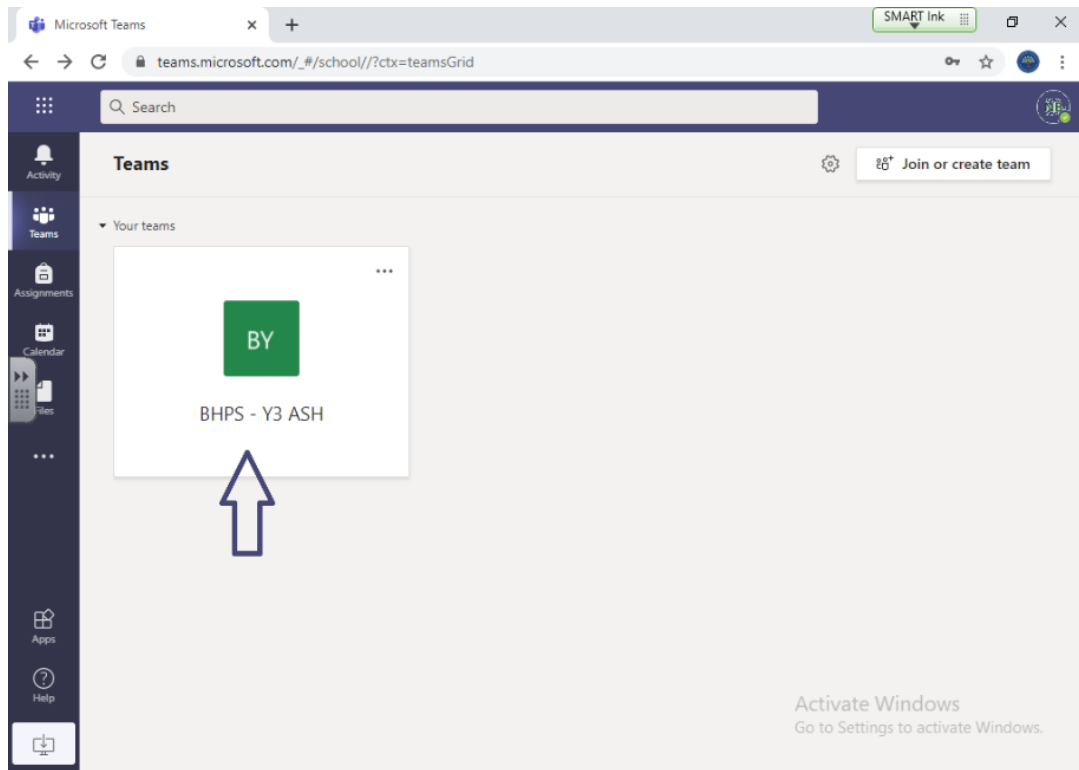 Microsoft Teams
SMART Ink
teams.microsoft.com/_#/school//?ctx=teamsGrid
Search
Activity
Teams
Assignments
Calendar
Files
Apps
Help
Teams
Join or create team
Your teams
BY
BHPS - Y3 ASH
Activate Windows
Go to Settings to activate Windows.